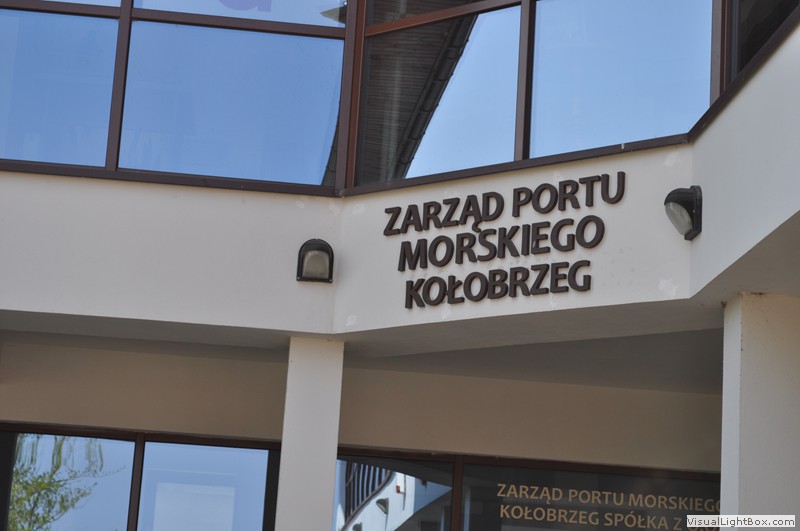 ZARZĄD PORTU
MORSKIEGO
KOŁOBRZEG
ZARZĄD PORTU MORSKIEGO
KOŁOBRZEG SPÓŁKA Z
VisualLightBox.com